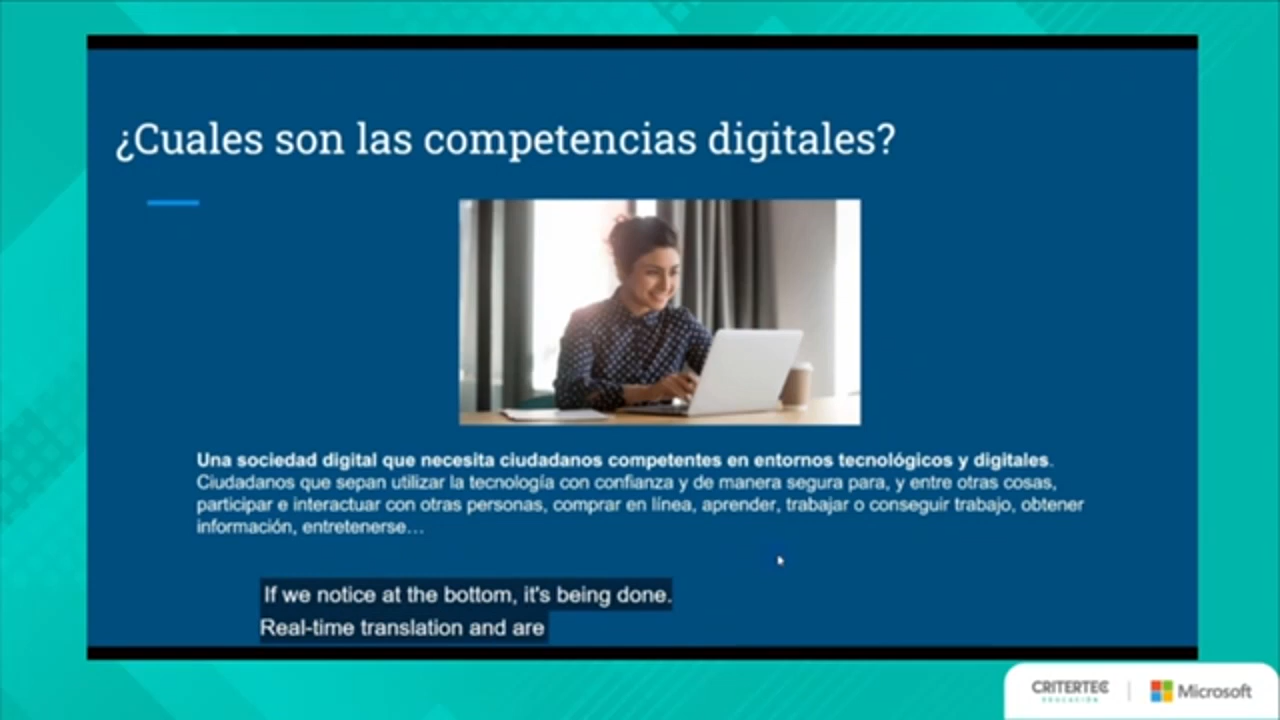 ¿Cuales son las competencias digitales?
Una sociedad digital que necesita ciudadanos competentes en entornos tecnológicos y digitales.
Ciudadanos que sepan utilizar la tecnología con confianza y de manera segura para, y entre otras cosas,
participar e interactuar con otras personas, comprar en línea, aprender, trabajar o conseguir trabajo, obtener
información, entretenerse…
If we notice at the bottom, it's being done.
Real-time translation and are
CRITERTEC
EDUCACIÓN
Microsoft